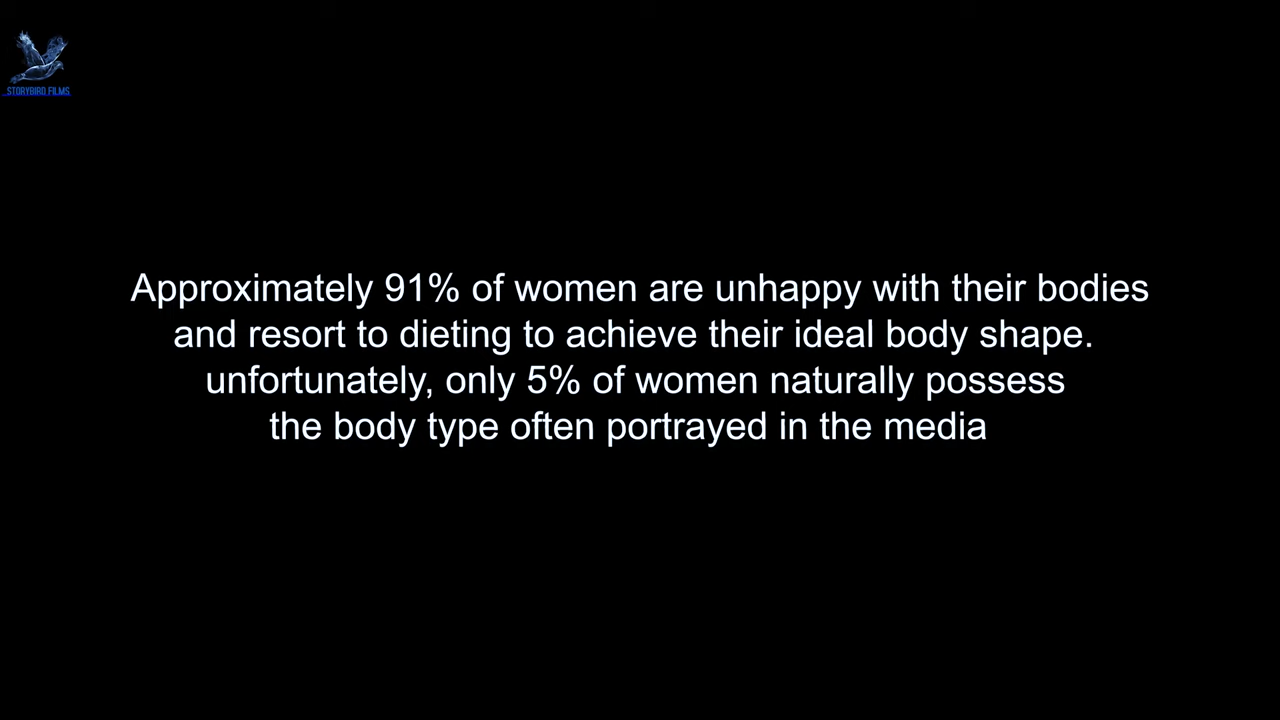 STORYBIRD FILMS
Approximately 91% of women are unhappy with their bodies
and resort to dieting to achieve their ideal body shape.
unfortunately, only 5% of women naturally possess
the body type often portrayed in the media